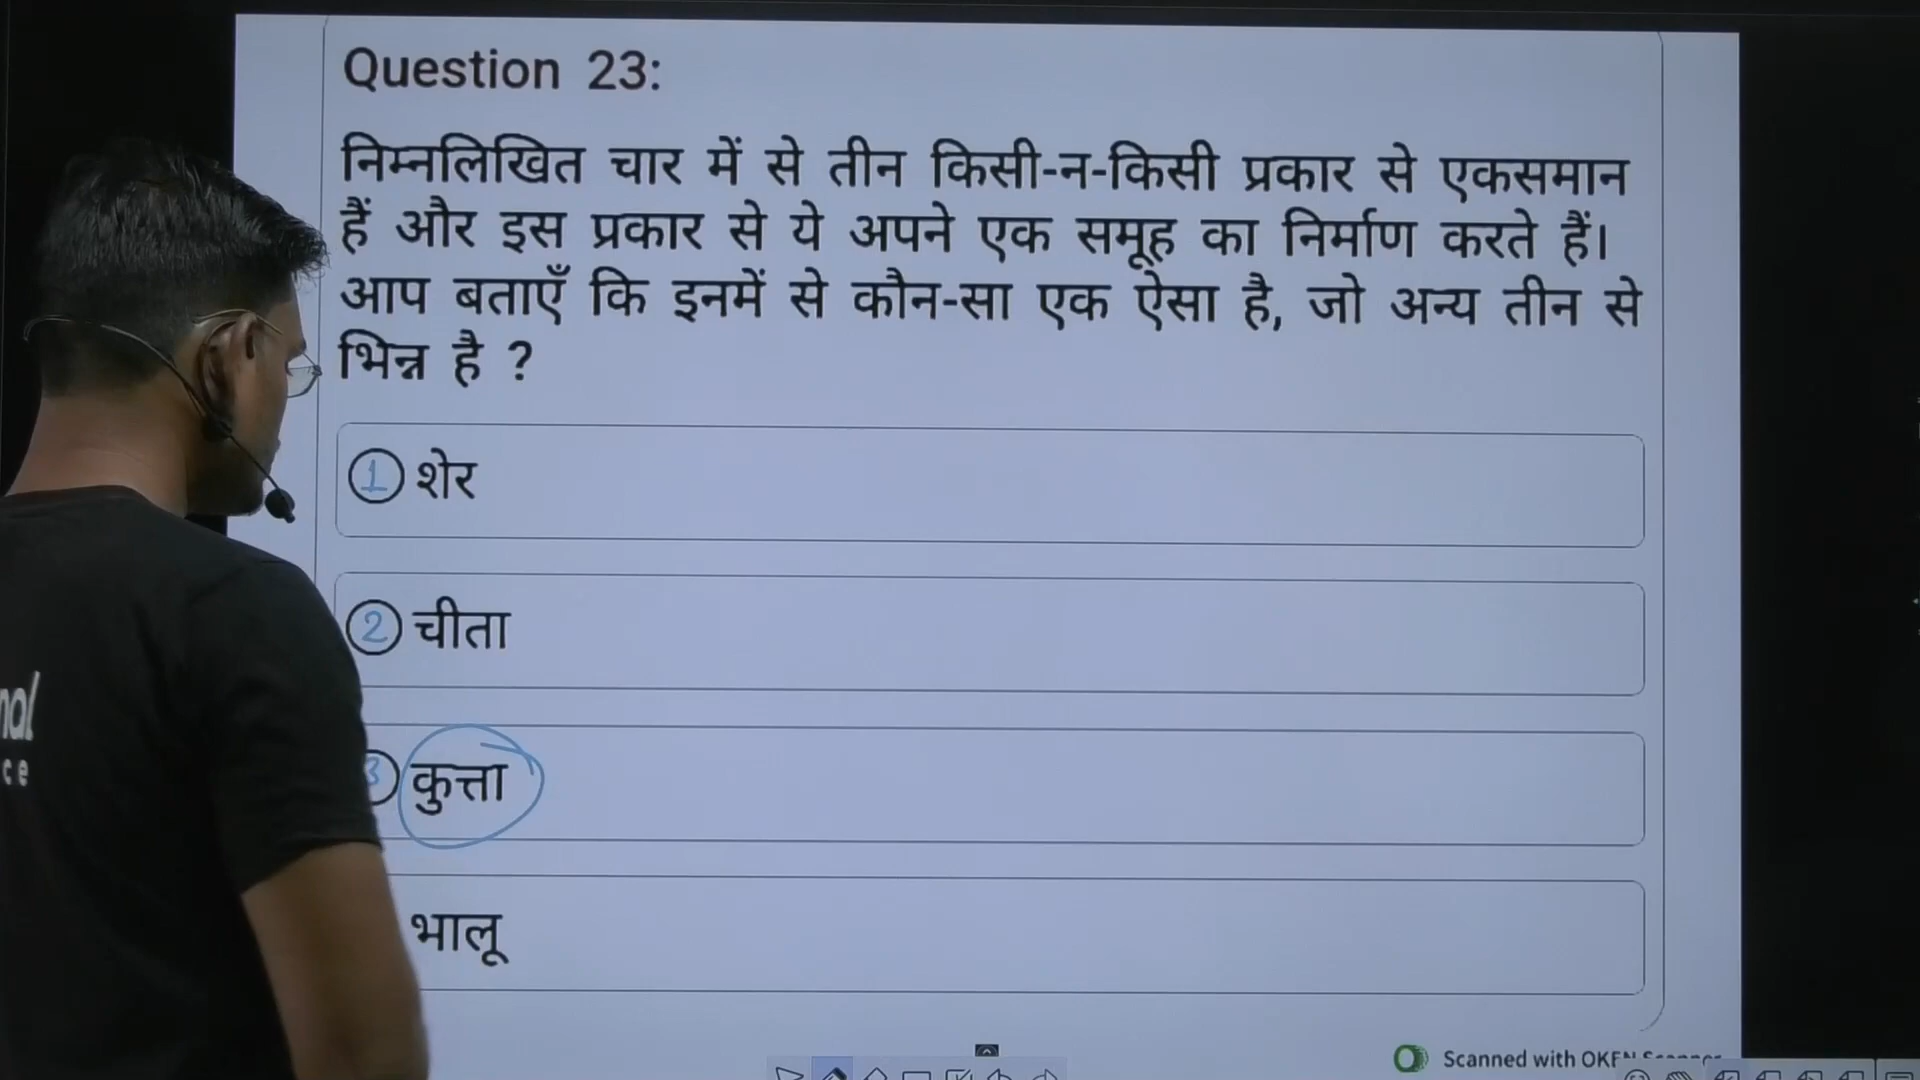 Question 23:
निम्नलिखित चार में से तीन किसी-न-किसी प्रकार से एकसमान
हैं और इस प्रकार से ये अपने एक समूह का निर्माण करते हैं।
आप बताएँ कि इनमें से कौन-सा एक ऐसा है, जो अन्य तीन से
भिन्न है ?
1 शेर
2 चीता
3 कुत्ता
भालू
Scanned with